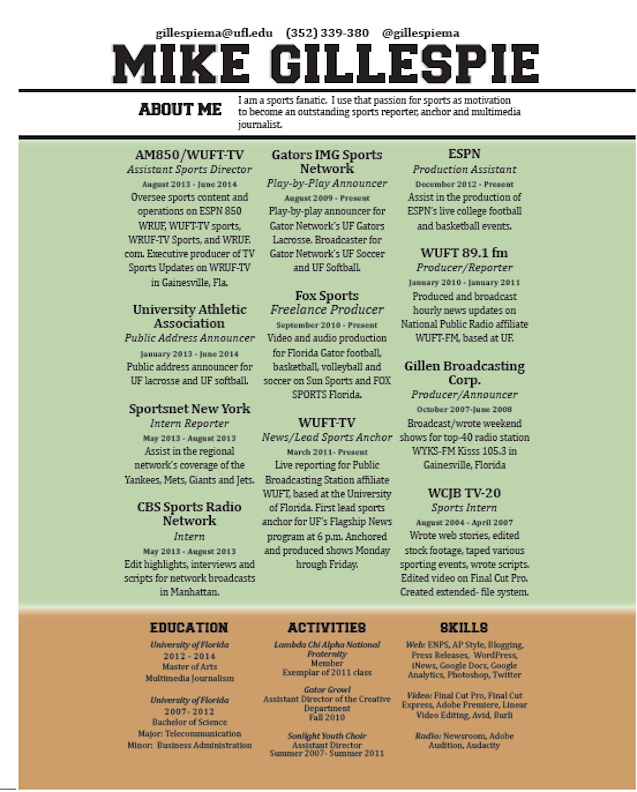 gillespiema@ufl.edu (352) 339-380 @gillespiema
MIKE GILLESPIE
ABOUT ME
I am a sports fanatic. I use that passion for sports as motivation
to become an outstanding sports reporter, anchor and multimedia
journalist.
AM850/WUFT-TV
Assistant Sports Director
August 2013 - June 2014
Oversee sports content and
operations on ESPN 850
WRUF, WUFT-TV sports,
WRUF-TV Sports, and WRUF.
com. Executive producer of TV
Sports Updates on WRUF-TV
in Gainesville, Fla.
University Athletic
Association
Public Address Announcer
January 2013 - June 2014
Public address announcer for
UF lacrosse and UF softball.
Sportsnet New York
Intern Reporter
May 2013 - August 2013
Assist in the regional
network's coverage of the
Yankees, Mets, Giants and Jets.
CBS Sports Radio
Network
Intern
May 2013 - August 2013
Edit highlights, interviews and
scripts for network broadcasts
in Manhattan.
Gators IMG Sports
Network
Play-by-Play Announcer
August 2009 - Present
Play-by-play announcer for
Gator Network's UF Gators
Lacrosse. Broadcaster for
Gator Network's UF Soccer
and UF Softball.
Fox Sports
Freelance Producer
September 2010 - Present
Video and audio production
for Florida Gator football,
basketball, volleyball and
soccer on Sun Sports and FOX
SPORTS Florida.
WUFT-TV
News/Lead Sports Anchor
March 2011- Present
Live reporting for Public
Broadcasting Station affiliate
WUFT, based at the University
of Florida. First lead sports
anchor for UF's Flagship News
program at 6 p.m. Anchored
and produced shows Monday
hrough Friday.
ESPN
Production Assistant
December 2012 - Present
Assist in the production of
ESPN's live college football
and basketball events.
WUFT 89.1 fm
Producer/Reporter
January 2010 - January 2011
Produced and broadcast
hourly news updates on
National Public Radio affiliate
WUFT-FM, based at UF.
Gillen Broadcasting
Corp.
Producer/Announcer
October 2007-June 2008
Broadcast/wrote weekend
shows for top-40 radio station
WYKS-FM Kisss 105.3 in
Gainesville, Florida
WCJB TV-20
Sports Intern
August 2004 - April 2007
Wrote web stories, edited
stock footage, taped various
sporting events, wrote scripts.
Edited video on Final Cut Pro.
Created extended- file system.
EDUCATION
University of Florida
2012 - 2014
Master of Arts
Multimedia Journalism
University of Florida
2007- 2012
Bachelor of Science
Major: Telecommunication
Minor: Business Administration
ACTIVITIES
Lambda Chi Alpha National
Fraternity
Member
Exemplar of 2011 class
Gator Growl
Assistant Director of the Creative
Department
Fall 2010
Sonlight Youth Choir
Assistant Director
Summer 2007- Summer 2011
SKILLS
Web: ENPS, AP Style, Blogging,
Press Releases, WordPress,
iNews, Google Docs, Google
Analytics, Photoshop, Twitter
Video: Final Cut Pro, Final Cut
Express, Adobe Premiere, Linear
Video Editing, Avid, Burli
Radio: Newsroom, Adobe
Audition, Audacity